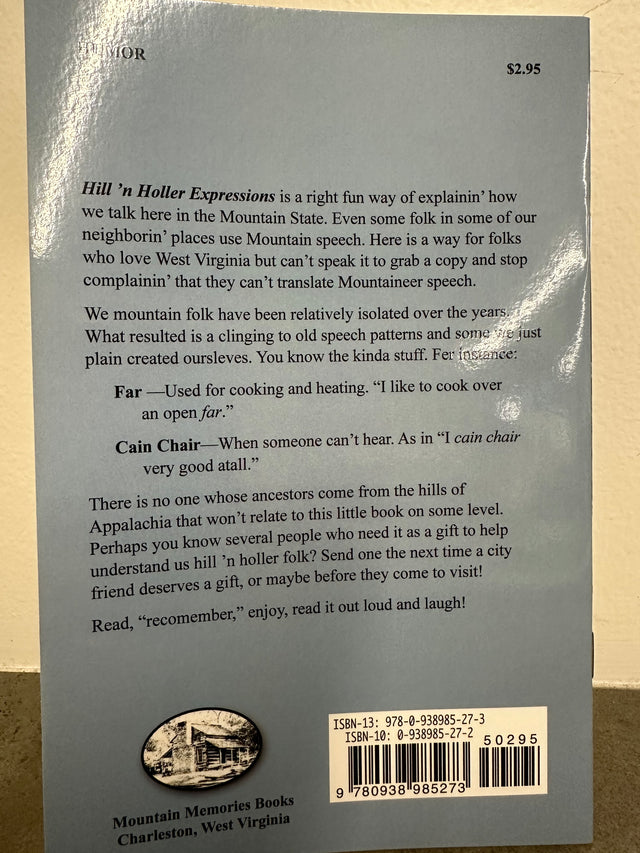 HUMOR
$2.95
Hill 'n Holler Expressions is a right fun way of explainin' how
we talk here in the Mountain State. Even some folk in some of our
neighborin' places use Mountain speech. Here is a way for folks
who love West Virginia but can't speak it to grab a copy and stop
complainin' that they can't translate Mountaineer speech.
We mountain folk have been relatively isolated over the years.
What resulted is a clinging to old speech patterns and some we just
plain created oursleves. You know the kinda stuff. Fer instance:
Far —Used for cooking and heating. "I like to cook over
an open far."
Cain Chair—When someone can't hear. As in "I cain chair
very good atall."
There is no one whose ancestors come from the hills of
Appalachia that won't relate to this little book on some level.
Perhaps you know several people who need it as a gift to help
understand us hill 'n holler folk? Send one the next time a city
friend deserves a gift, or maybe before they come to visit!
Read, "recomember," enjoy, read it out loud and laugh!
Mountain Memories Books
Charleston, West Virginia
ISBN-13: 978-0-938985-27-3
ISBN-10: 0-938985-27-2
50295
9 780938 985273